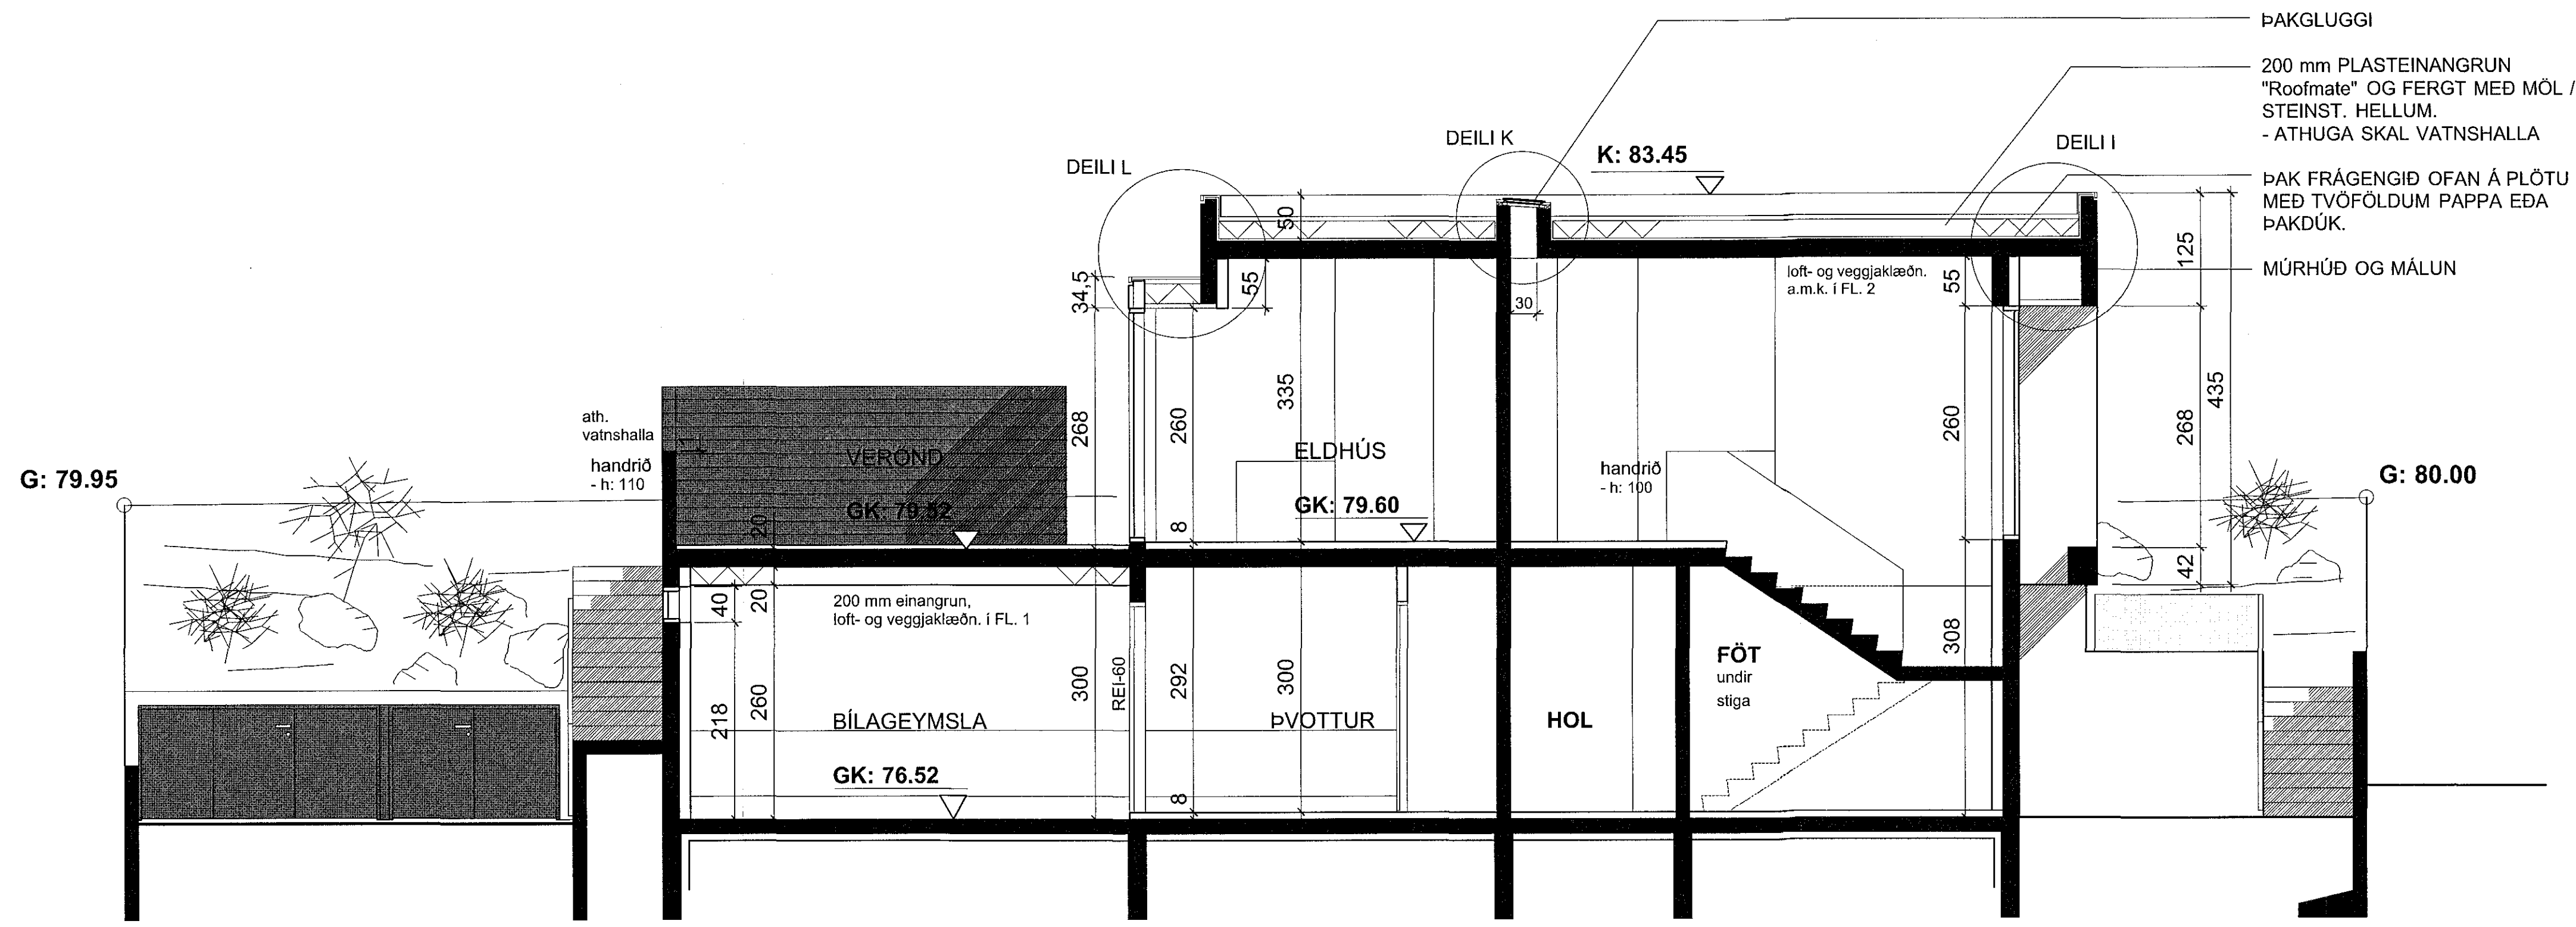 ÞAKGLUGGI
200 mm PLASTEINANGRUN
"Roofmate" OG FERGT MEÐ MÖL /
STEINST. HELLUM.
- ATHUGA SKAL VATNSHALLA
DEILI K
DEILI I
K: 83.45
DEILI L
ÞAK FRÁGENGIÐ OFAN Á PLÖTU
MEÐ TVÖFÖLDUM PAPPA EÐA
ÞAKDÚK.
50
125
MÚRHÚÐ OG MÁLUN
loft- og veggjaklæðn.
a.m.k. í FL. 2
34,5
55
30
55
335
435
ath.
vatnshalla
268
260
260
268
VERÖND
ELDHÚS
handrið
- h: 110
handrið
- h: 100
G: 79.95
G: 80.00
GK: 79.52
GK: 79.60
20
8
42
40
20
200 mm einangrun,
loft- og veggjaklæðn. í FL. 1
308
FÖT
undir
stiga
300
REI-60
292
300
218
260
BÍLAGEYMSLA
ÞVOTTUR
HOL
GK: 76.52
8